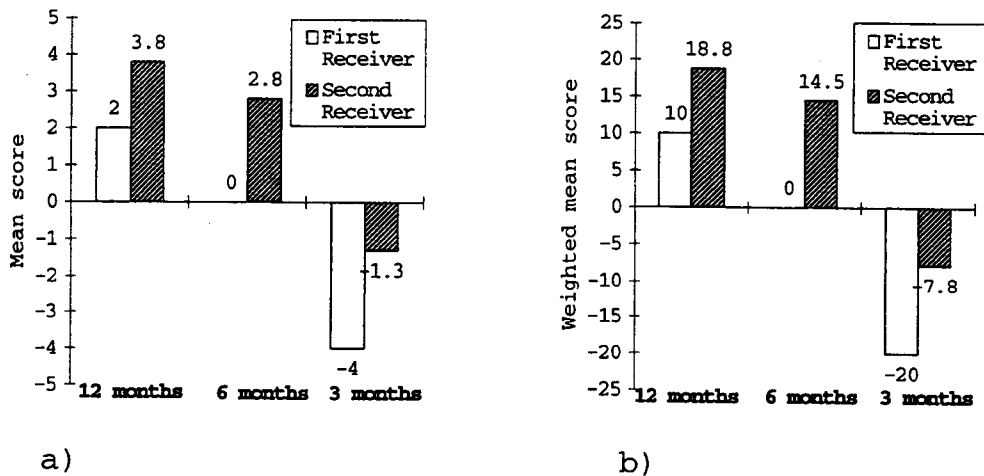 Mean score
5
4
3
2
1
0
-1
-2
-3
-4
-5
2
3.8
0
2.8
-4
-1.3
First
Receiver
Second
Receiver
12 months
6 months
3 months
a)
Weighted mean score
25
20
15
10
5
0
-5
-10
-15
-20
-25
10
18.8
0
14.5
-20
-7.8
First
Receiver
Second
Receiver
12 months
6 months
3 months
b)